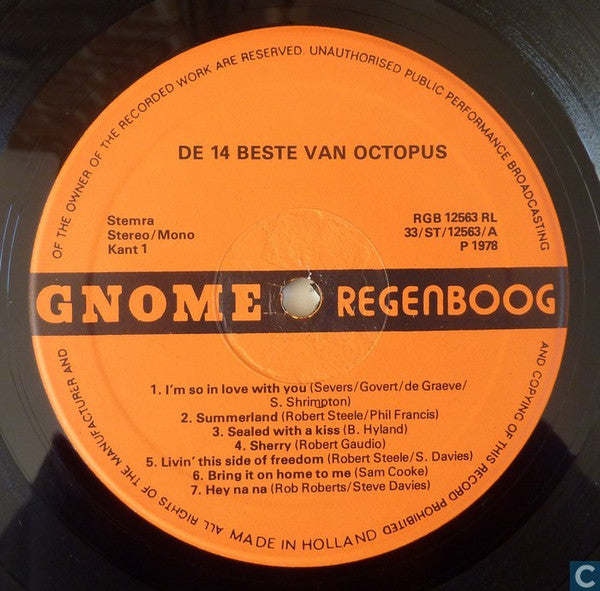 OF THE OWNER OF THE RECORDED WORK ARE RESERVED. UNAUTHORISED PUBLIC PERFORMANCE BROADCASTING
DE 14 BESTE VAN OCTOPUS
Stemra
Stereo/Mono
Kant 1
RGB 12563 RL
33/ST/12563/A
P 1978
GNOME REGENBOOG
1. I'm so in love with you (Severs/Govert/de Graeve/
S. Shrimpton)
2. Summerland (Robert Steele/Phil Francis)
3. Sealed with a kiss (B. Hyland)
4. Sherry (Robert Gaudio)
5. Livin' this side of freedom (Robert Steele/S. Davies)
6. Bring it on home to me (Sam Cooke)
7. Hey na na (Rob Roberts/Steve Davies)
AND COPYING OF THIS RECORD PROHIBITED
MADE IN HOLLAND
ALL RIGHTS OF THE MANUFACTURER AND
C